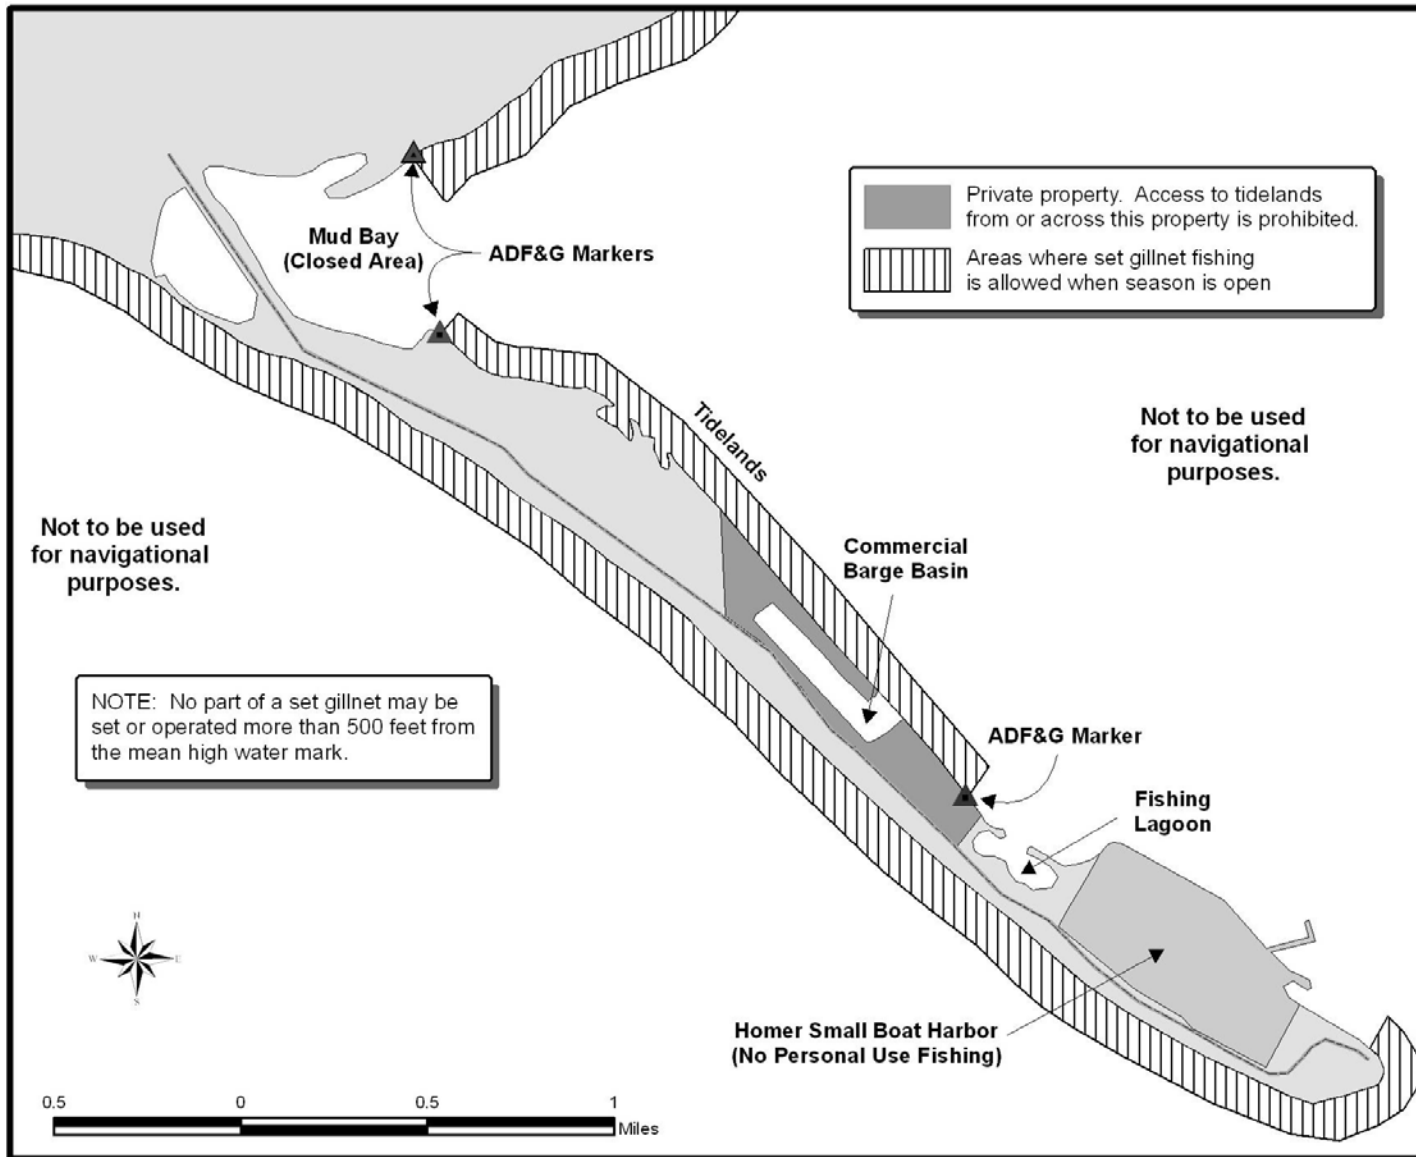 Private property.  Access to tidelands
from or across this property is prohibited.
Areas where set gillnet fishing
is allowed when season is open
Mud Bay
(Closed Area)
ADF&G Markers
Tidelands
Not to be used
for navigational
purposes.
Not to be used
for navigational
purposes.
Commercial
Barge Basin
NOTE:  No part of a set gillnet may be
set or operated more than 500 feet from
the mean high water mark.
ADF&G Marker
Fishing
Lagoon
N
W
E
S
Homer Small Boat Harbor
(No Personal Use Fishing)
0.5 0 0.5 1
Miles